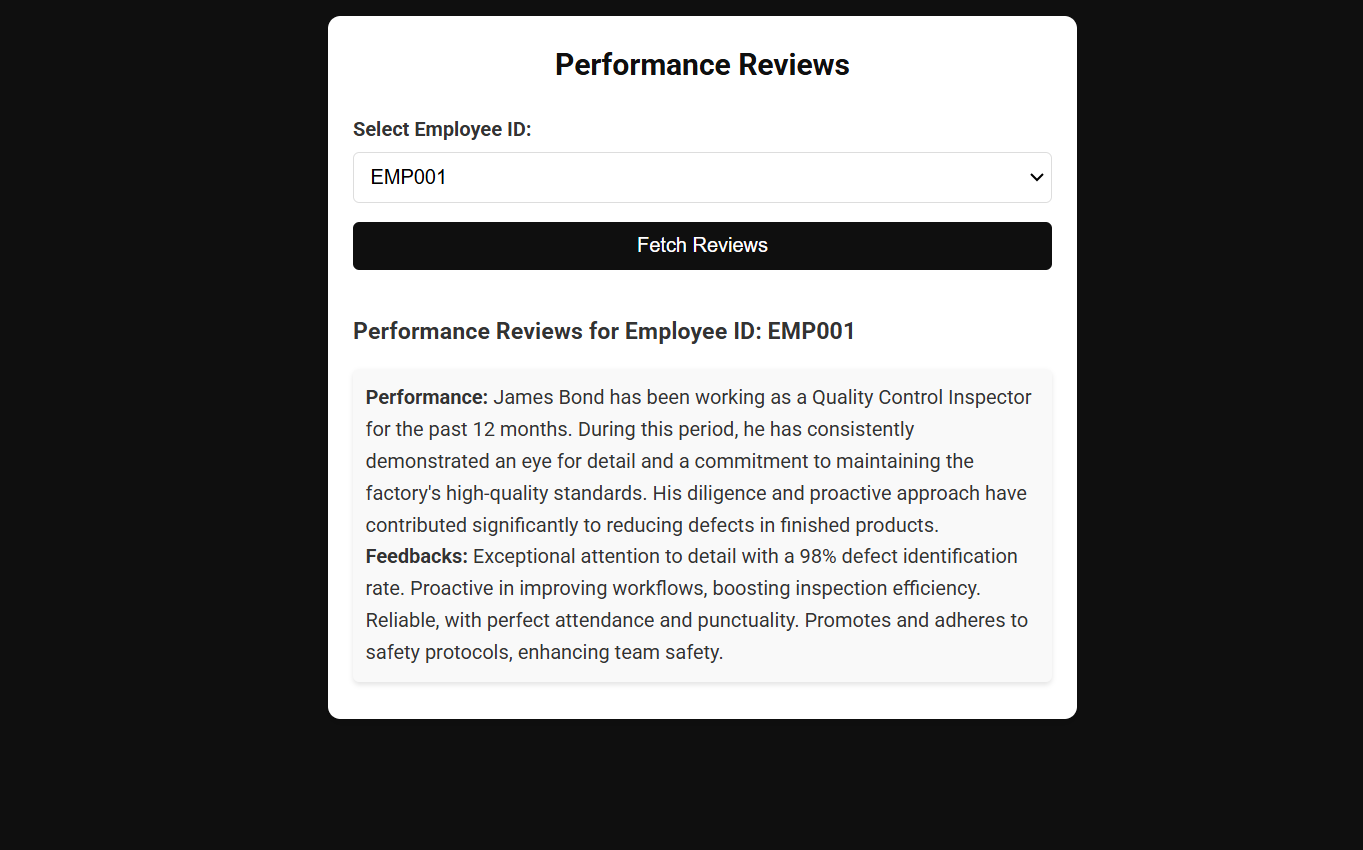 Performance Reviews
Select Employee ID:
EMP001
Fetch Reviews
Performance Reviews for Employee ID: EMP001
Performance: James Bond has been working as a Quality Control Inspector
for the past 12 months. During this period, he has consistently
demonstrated an eye for detail and a commitment to maintaining the
factory's high-quality standards. His diligence and proactive approach have
contributed significantly to reducing defects in finished products.
Feedbacks: Exceptional attention to detail with a 98% defect identification
rate. Proactive in improving workflows, boosting inspection efficiency.
Reliable, with perfect attendance and punctuality. Promotes and adheres to
safety protocols, enhancing team safety.